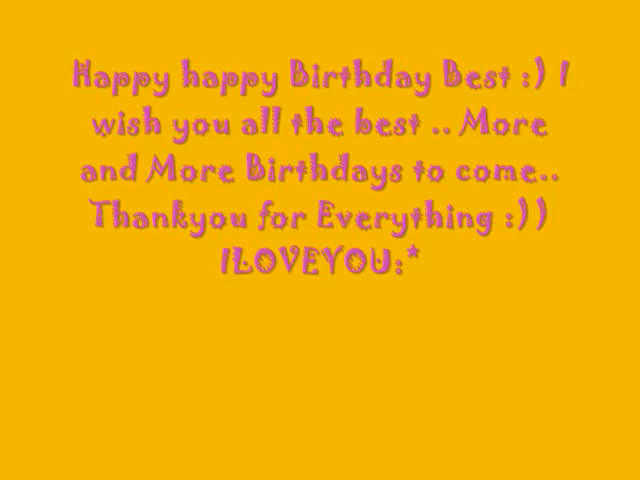 Happy happy Birthday Best :) I
wish you all the best .. More
and More Birthdays to come..
Thankyou for Everything :))
ILOVEYOU:*